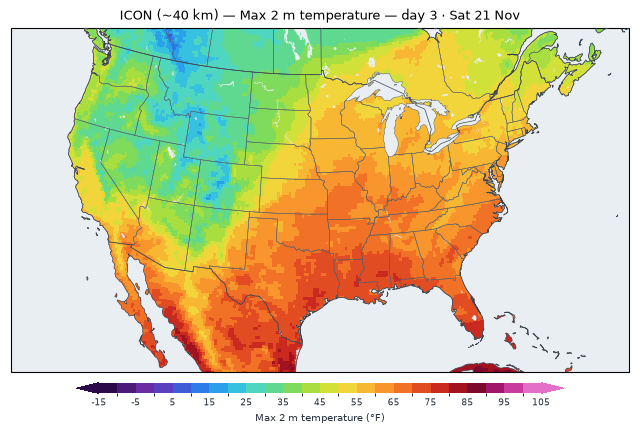 ICON (~40 km) — Max 2 m temperature — day 3 · Sat 21 Nov
-15 -5 5 15 25 35 45 55 65 75 85 95 105
Max 2 m temperature (°F)